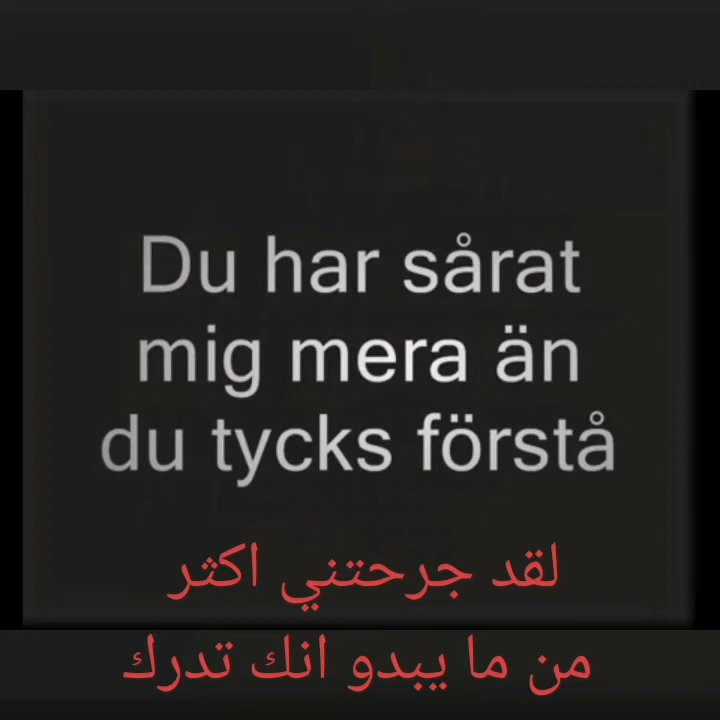 Du har sårat
mig mera än
du tycks förstå
لقد جرحتني اكثر
من ما يبدو انك تدرك